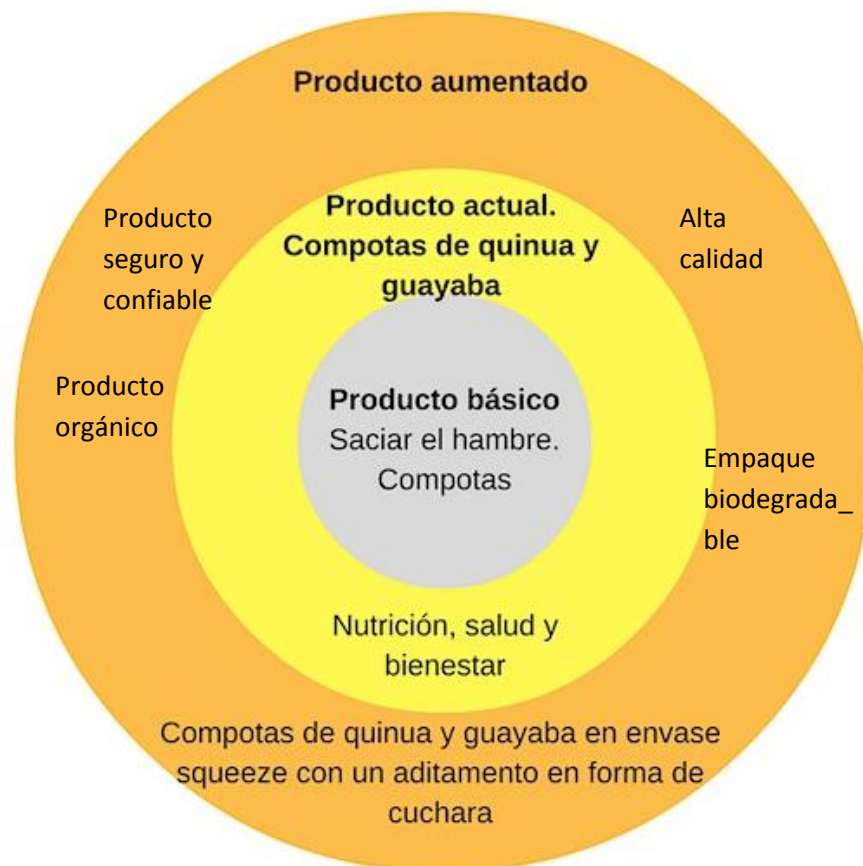 Producto aumentado
Producto
seguro y
confiable
Producto actual.
Compotas de quinua y
guayaba
Alta
calidad
Producto
orgánico
Producto básico
Saciar el hambre.
Compotas
Empaque
biodegrada_
ble
Nutrición, salud y
bienestar
Compotas de quinua y guayaba en envase
squeeze con un aditamento en forma de
cuchara